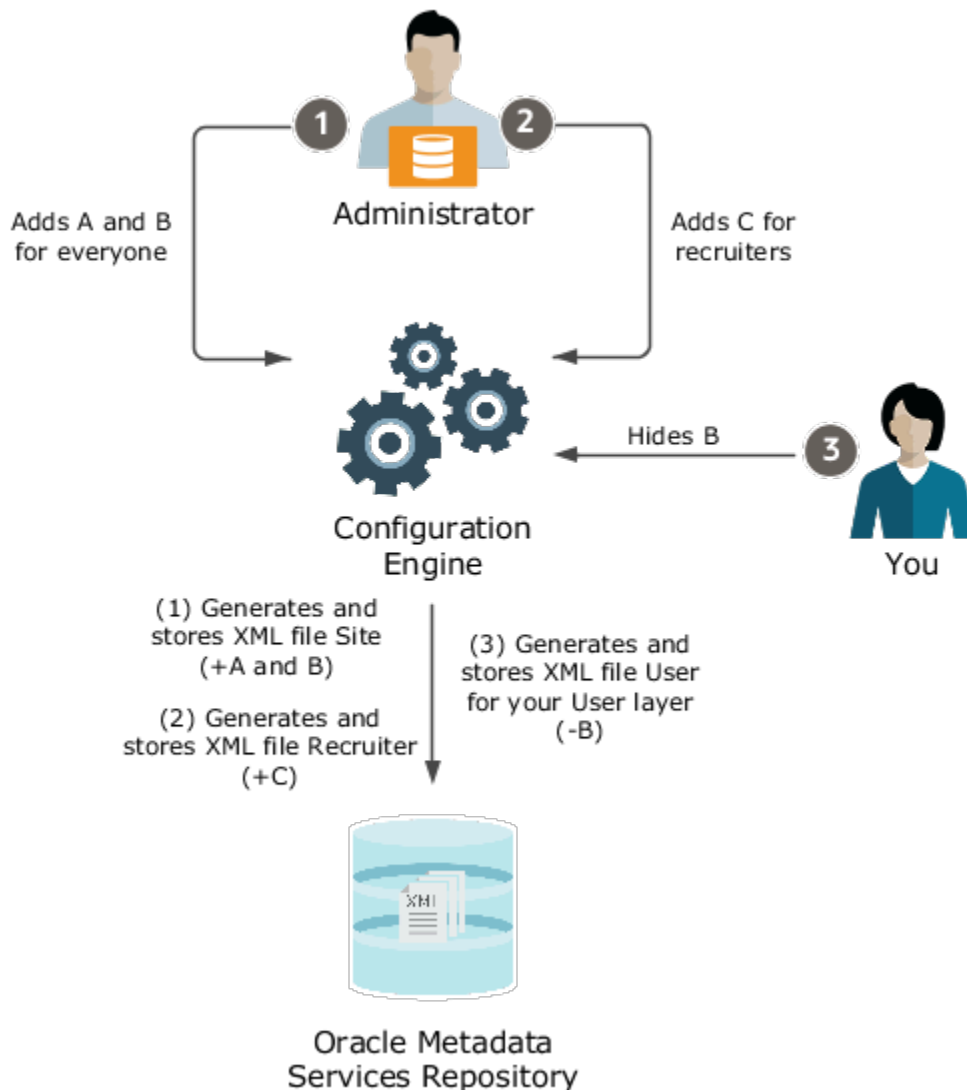 1
2
Administrator
Adds A and B
for everyone
Adds C for
recruiters
Hides B
3
You
Configuration
Engine
(1) Generates and
stores XML file Site
(+A and B)
(2) Generates and
stores XML file Recruiter
(+C)
(3) Generates and
stores XML file User
for your User layer
(-B)
XML
Oracle Metadata
Services Repository